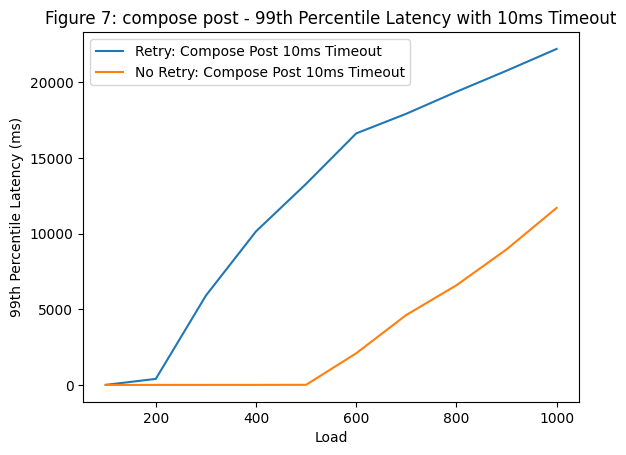 Figure 7: compose post - 99th Percentile Latency with 10ms Timeout
Retry: Compose Post 10ms Timeout
No Retry: Compose Post 10ms Timeout
99th Percentile Latency (ms)
20000
15000
10000
5000
0
200
400
600
800
1000
Load